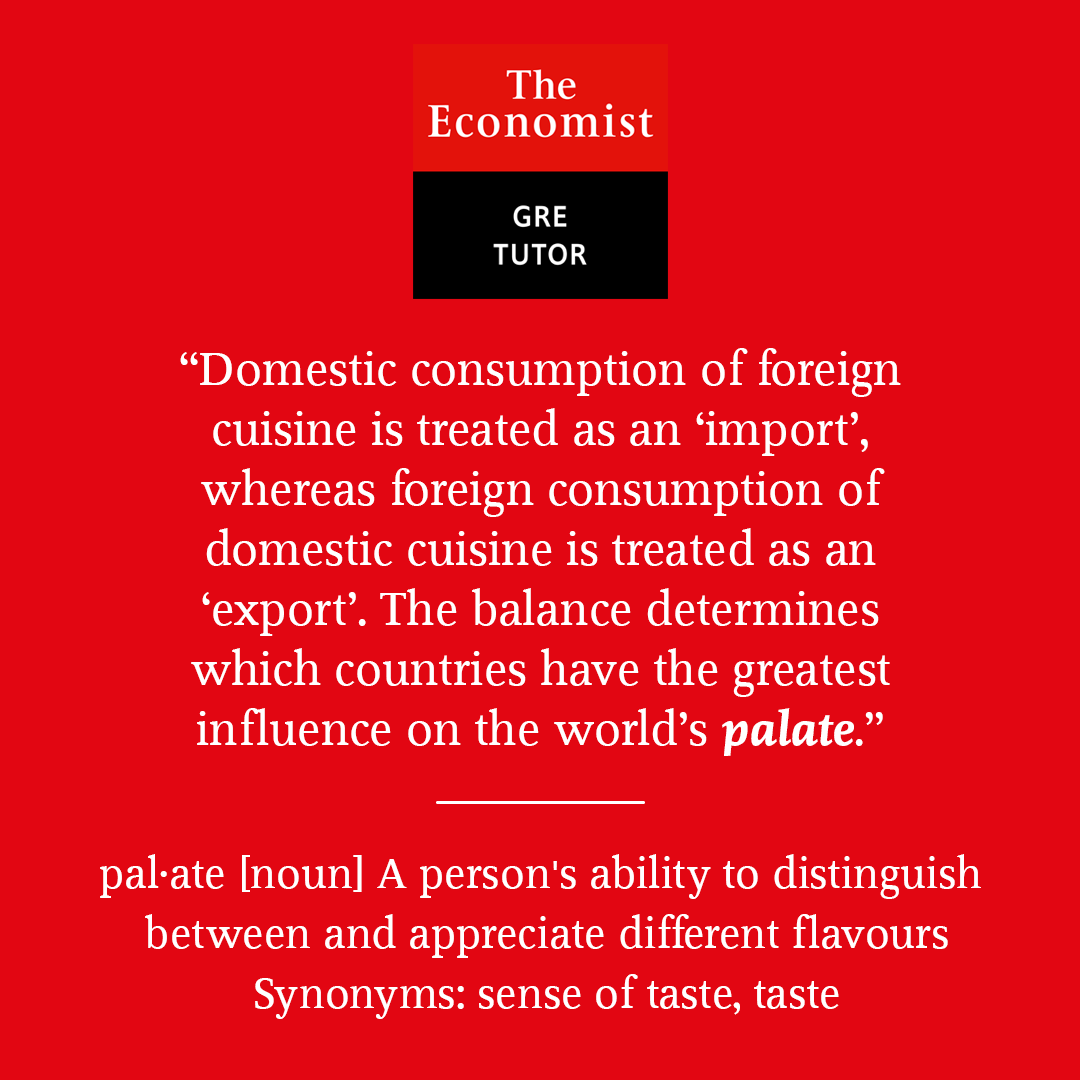 The
Economist
GRE
TUTOR
“Domestic consumption of foreign
cuisine is treated as an ‘import’,
whereas foreign consumption of
domestic cuisine is treated as an
‘export’. The balance determines
which countries have the greatest
influence on the world’s palate.”
pal·ate [noun] A person's ability to distinguish
between and appreciate different flavours
Synonyms: sense of taste, taste